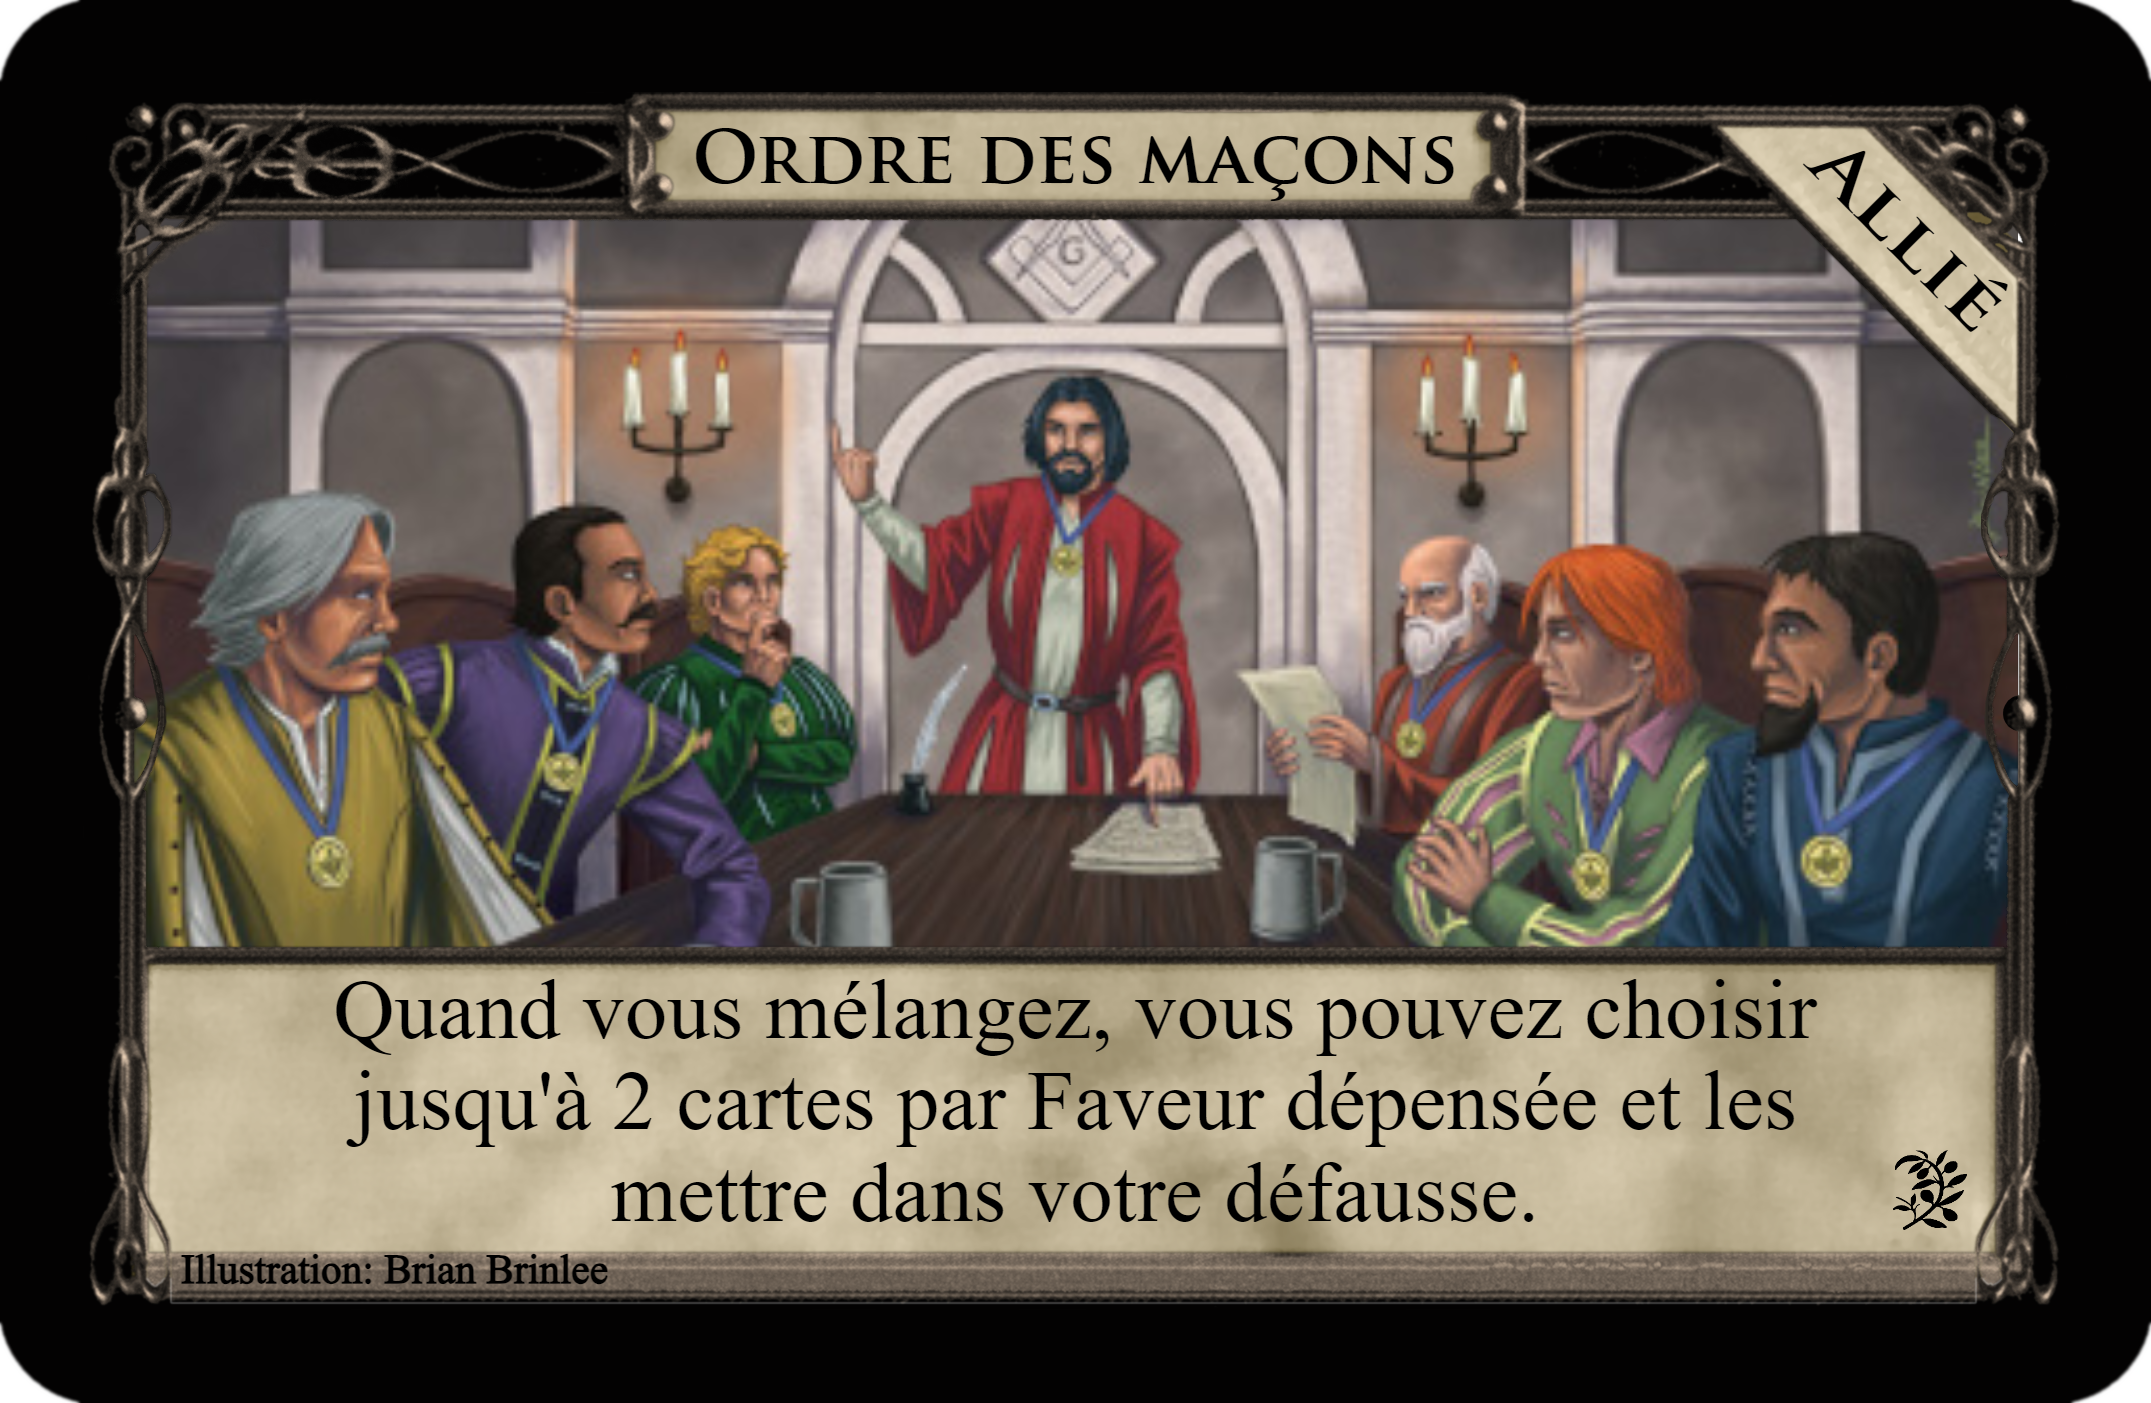 Ordre des maçons
Allié
G
Quand vous mélangez, vous pouvez choisir
jusqu'à 2 cartes par Faveur dépensée et les
mettre dans votre défausse.
Illustration: Brian Brinlee